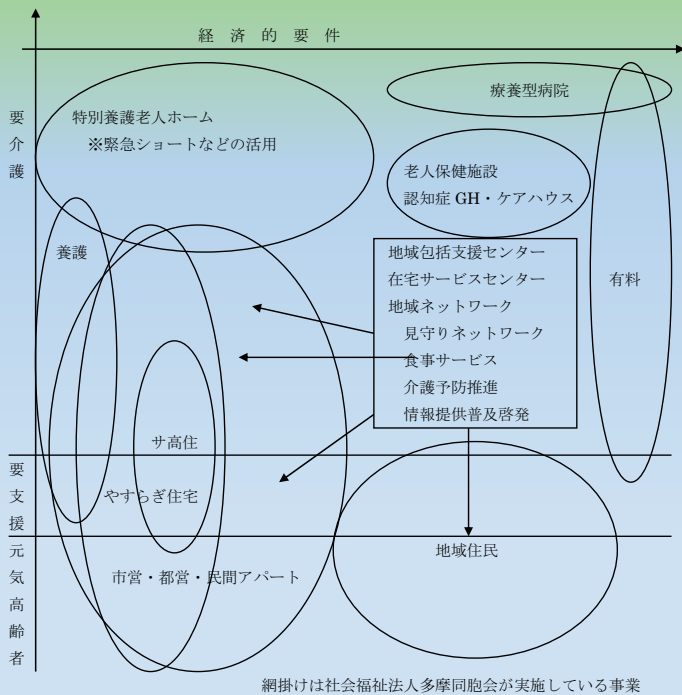 経済的要件
要介護
特別養護老人ホーム
※緊急ショートなどの活用
療養型病院
老人保健施設
認知症 GH・ケアハウス
養護
有料
地域包括支援センター
在宅サービスセンター
地域ネットワーク
見守りネットワーク
食事サービス
介護予防推進
情報提供普及啓発
サ高住
要支援
やすらぎ住宅
元気高齢者
地域住民
市営・都営・民間アパート
網掛けは社会福祉法人多摩同胞会が実施している事業